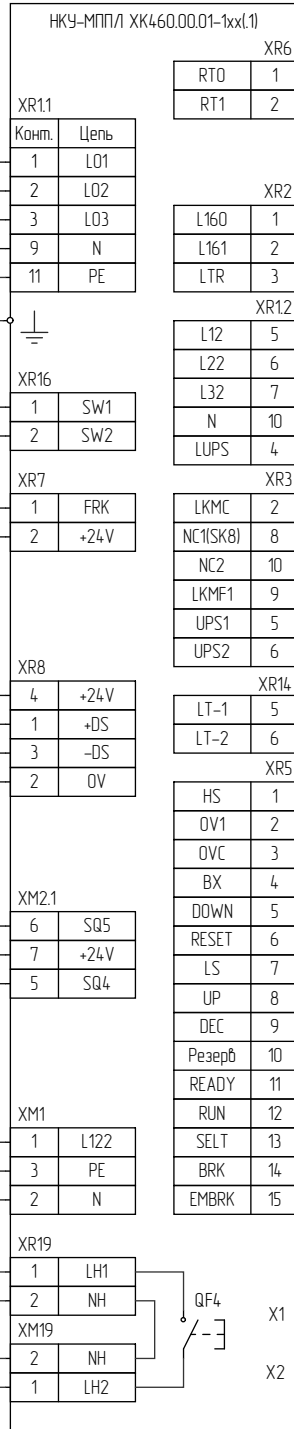 НКУ-МППЛ ХК460.00.01-1хх(.1)
XR1.1
Конт. Цепь
1 L01
2 L02
3 L03
9 N
11 PE
XR16
1 SW1
2 SW2
XR7
1 FRK
2 +24V
XR8
4 +24V
1 +DS
3 -DS
2 0V
XM2.1
6 SQ5
7 +24V
5 SQ4
XM1
1 L122
3 PE
2 N
XR19
1 LH1
2 NH
XM19
2 NH
1 LH2
XR6
RT0 1
RT1 2
XR2
L160 1
L161 2
LTR 3
XR1.2
L12 5
L22 6
L32 7
N 10
LUPS 4
XR3
LKMC 2
NC1(SK8) 8
NC2 10
LKMF1 9
UPS1 5
UPS2 6
XR14
LT-1 5
LT-2 6
XR5
HS 1
0V1 2
0VC 3
BX 4
DOWN 5
RESET 6
LS 7
UP 8
DEC 9
Резерв 10
READY 11
RUN 12
SELT 13
BRK 14
EMBRK 15
QF4
X1
X2